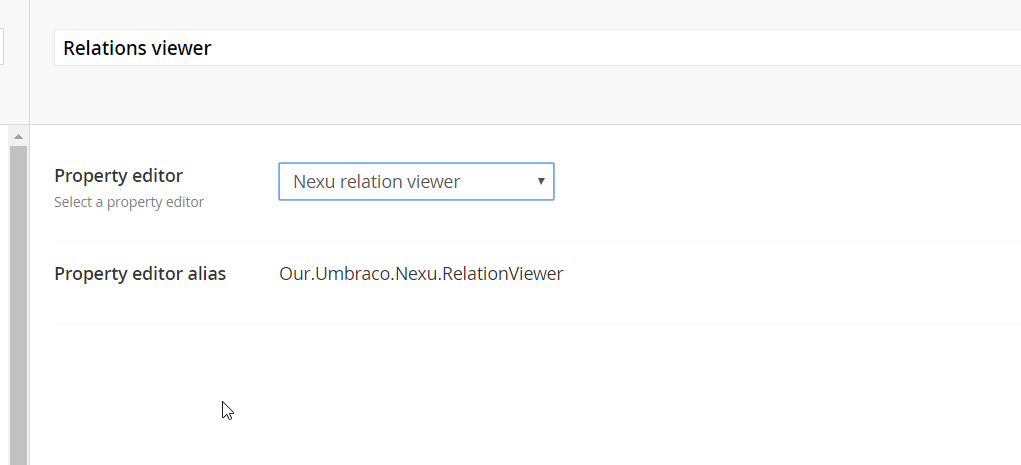 Relations viewer
Property editor
Nexu relation viewer
Select a property editor
Property editor alias
Our.Umbraco.Nexu.RelationViewer